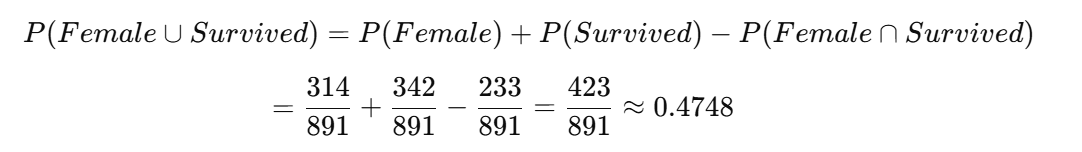 P(Female ∪ Survived) = P(Female) + P(Survived) − P(Female ∩ Survived)
= 314/891 + 342/891 − 233/891 = 423/891 ≈ 0.4748